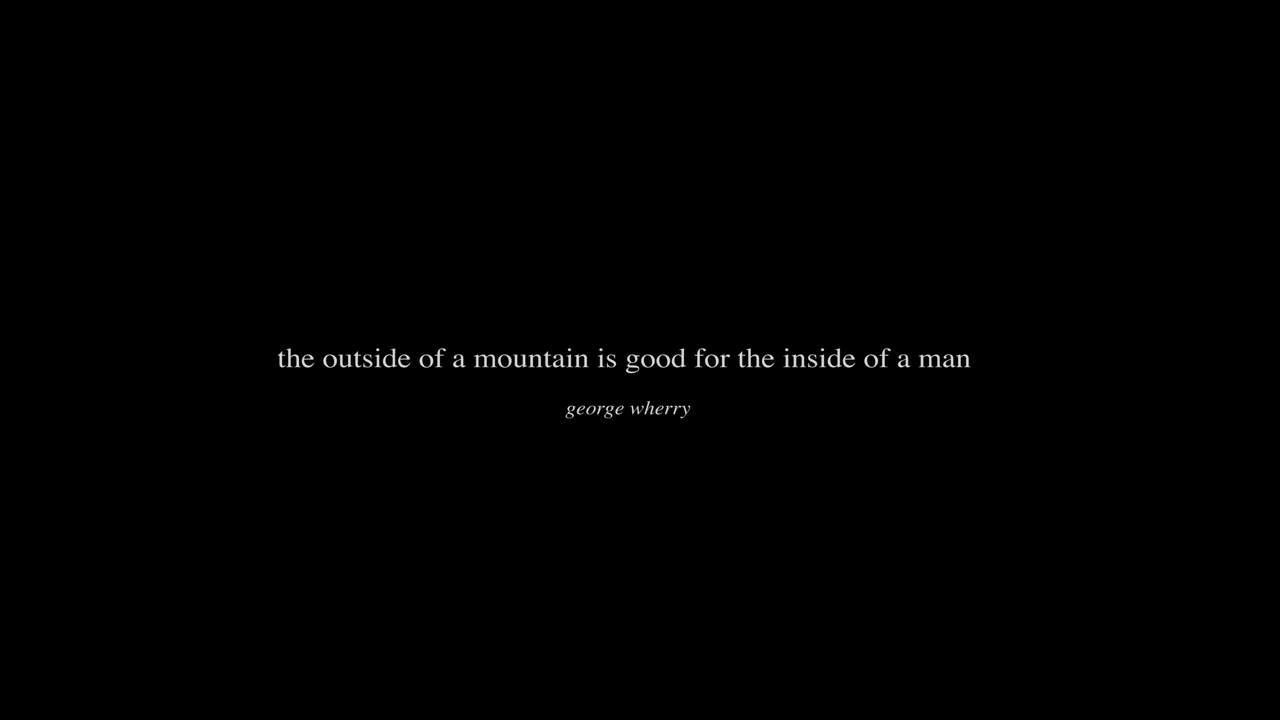 the outside of a mountain is good for the inside of a man
george wherry